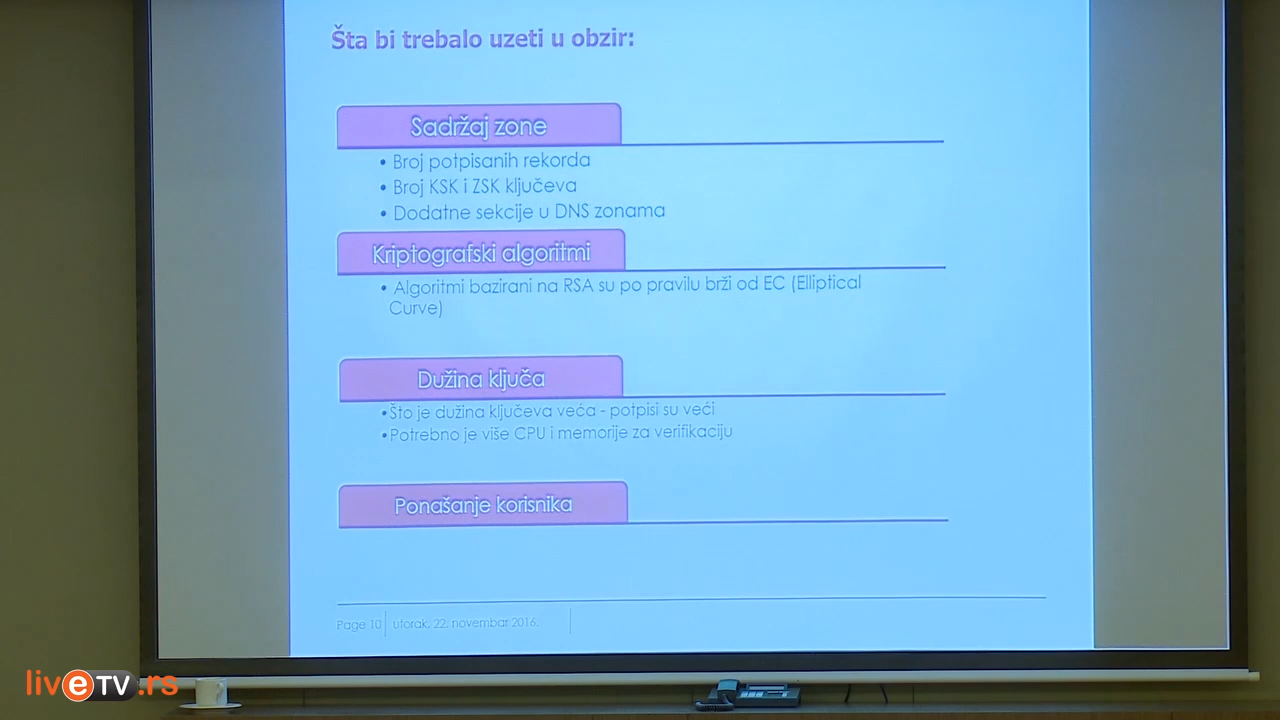 Šta bi trebalo uzeti u obzir:
Sadržaj zone
• Broj potpisanih rekorda
• Broj KSK i ZSK ključeva
• Dodatne sekcije u DNS zonama
Kriptografski algoritmi
• Algoritmi bazirani na RSA su po pravilu brži od EC (Elliptical
Curve)
Dužina ključa
•Što je dužina ključeva veća - potpisi su veći
•Potrebno je više CPU i memorije za verifikaciju
Ponašanje korisnika
Page 10 utorak, 22. novembar 2016.
liveTV.rs